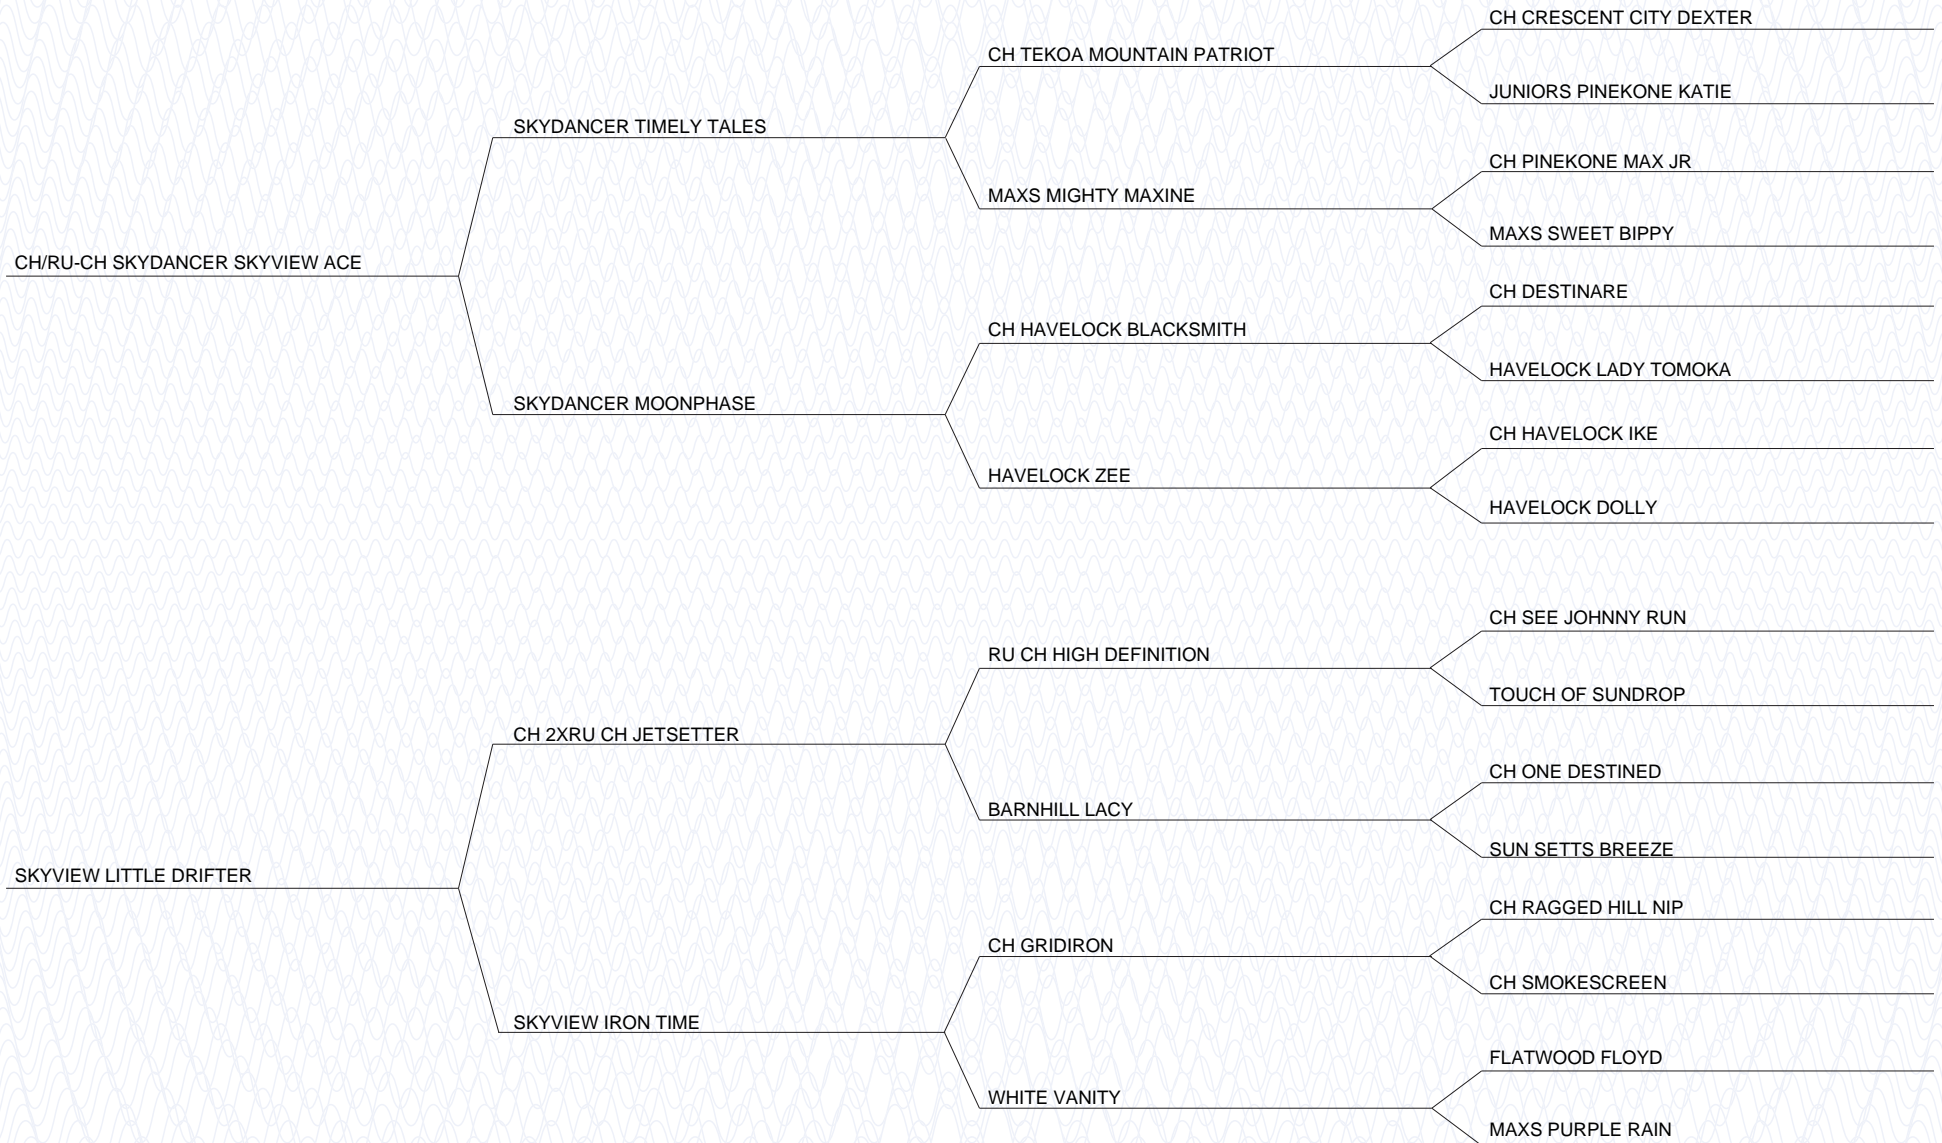 CH CRESCENT CITY DEXTER
CH TEKOA MOUNTAIN PATRIOT
JUNIORS PINEKONE KATIE
SKYDANCER TIMELY TALES
CH PINEKONE MAX JR
MAXS MIGHTY MAXINE
MAXS SWEET BIPPY
CH/RU-CH SKYDANCER SKYVIEW ACE
CH DESTINARE
CH HAVELOCK BLACKSMITH
HAVELOCK LADY TOMOKA
SKYDANCER MOONPHASE
CH HAVELOCK IKE
HAVELOCK ZEE
HAVELOCK DOLLY
CH SEE JOHNNY RUN
RU CH HIGH DEFINITION
TOUCH OF SUNDROP
CH 2XRU CH JETSETTER
CH ONE DESTINED
BARNHILL LACY
SUN SETTS BREEZE
SKYVIEW LITTLE DRIFTER
CH RAGGED HILL NIP
CH GRIDIRON
CH SMOKESCREEN
SKYVIEW IRON TIME
FLATWOOD FLOYD
WHITE VANITY
MAXS PURPLE RAIN